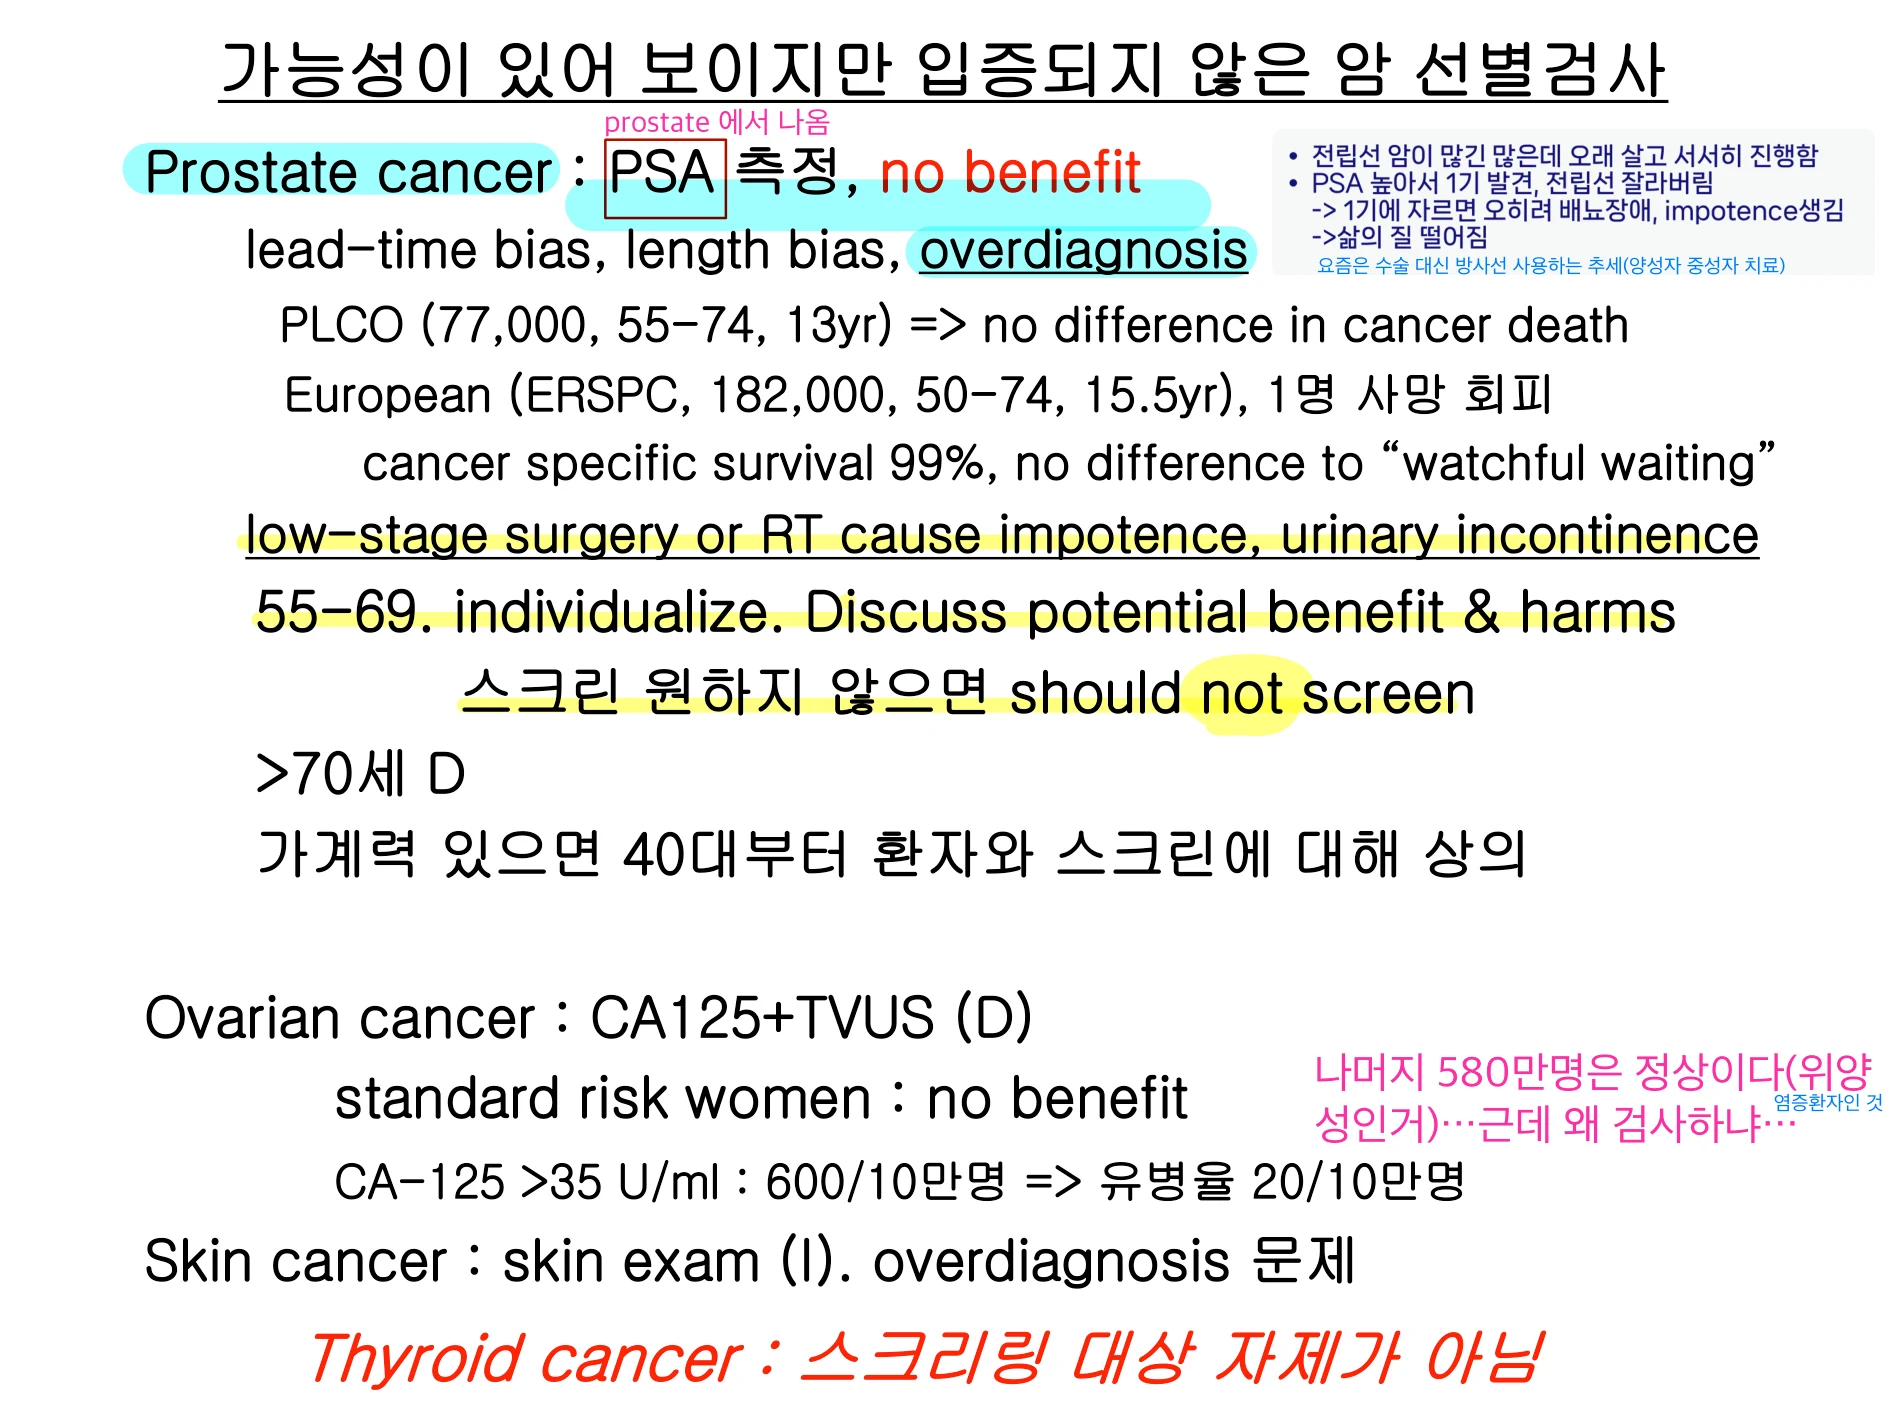 가능성이 있어 보이지만 입증되지 않은 암 선별검사
prostate 에서 나옴
Prostate cancer : PSA 측정, no benefit
• 전립선 암이 많긴 많은데 오래 살고 서서히 진행함
• PSA 높아서 1기 발견, 전립선 잘라버림
-> 1기에 자르면 오히려 배뇨장애, impotence생김
->삶의 질 떨어짐
요즘은 수술 대신 방사선 사용하는 추세(양성자 중성자 치료)
lead-time bias, length bias, overdiagnosis
PLCO (77,000, 55-74, 13yr) => no difference in cancer death
European (ERSPC, 182,000, 50-74, 15.5yr), 1명 사망 회피
cancer specific survival 99%, no difference to “watchful waiting”
low-stage surgery or RT cause impotence, urinary incontinence
55-69. individualize. Discuss potential benefit & harms
스크린 원하지 않으면 should not screen
>70세 D
가계력 있으면 40대부터 환자와 스크린에 대해 상의
Ovarian cancer : CA125+TVUS (D)
standard risk women : no benefit
나머지 580만명은 정상이다(위양
성인거)…근데 왜 검사하냐…
염증환자인 것
CA-125 >35 U/ml : 600/10만명 => 유병율 20/10만명
Skin cancer : skin exam (I). overdiagnosis 문제
Thyroid cancer : 스크리링 대상 자제가 아님